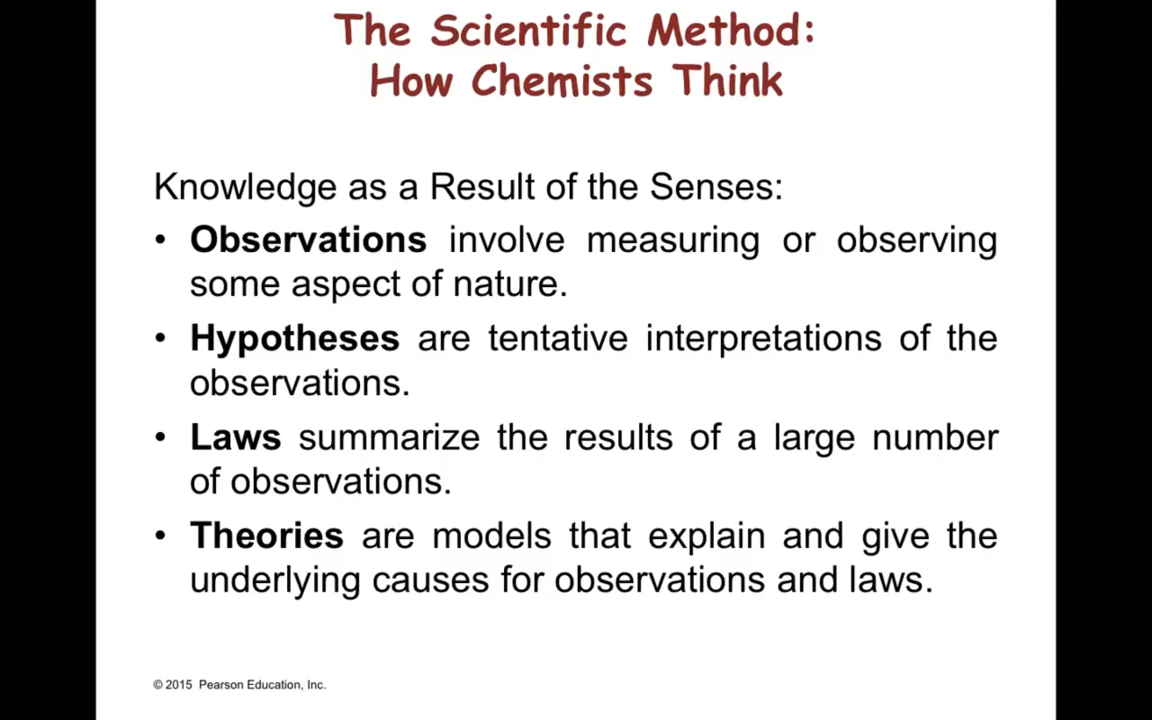 The Scientific Method:
How Chemists Think
Knowledge as a Result of the Senses:
• Observations involve measuring or observing
some aspect of nature.
• Hypotheses are tentative interpretations of the
observations.
• Laws summarize the results of a large number
of observations.
• Theories are models that explain and give the
underlying causes for observations and laws.
© 2015 Pearson Education, Inc.